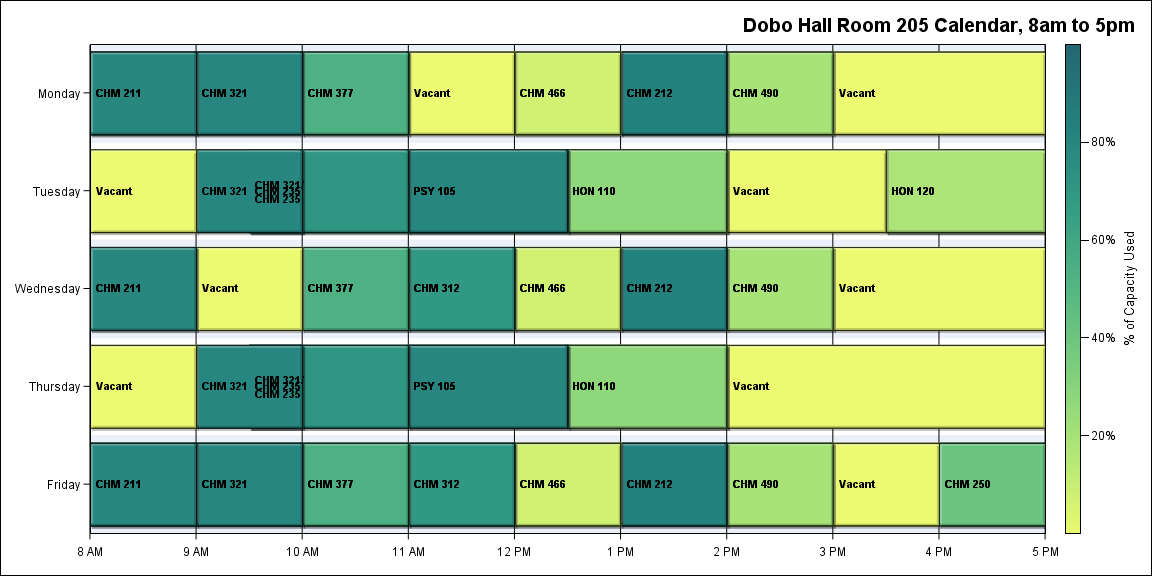 Dobo Hall Room 205 Calendar, 8am to 5pm
Monday CHM 211 CHM 321 CHM 377 Vacant CHM 466 CHM 212 CHM 490 Vacant
Tuesday Vacant CHM 321 CHM 321/ CHM 235 CHM 235 PSY 105 HON 110 Vacant HON 120
Wednesday CHM 211 Vacant CHM 377 CHM 312 CHM 466 CHM 212 CHM 490 Vacant
Thursday Vacant CHM 321 CHM 321/ CHM 235 CHM 235 PSY 105 HON 110 Vacant
Friday CHM 211 CHM 321 CHM 377 CHM 312 CHM 466 CHM 212 CHM 490 Vacant CHM 250
8 AM 9 AM 10 AM 11 AM 12 PM 1 PM 2 PM 3 PM 4 PM 5 PM
80%
60%
40%
20%
% of Capacity Used